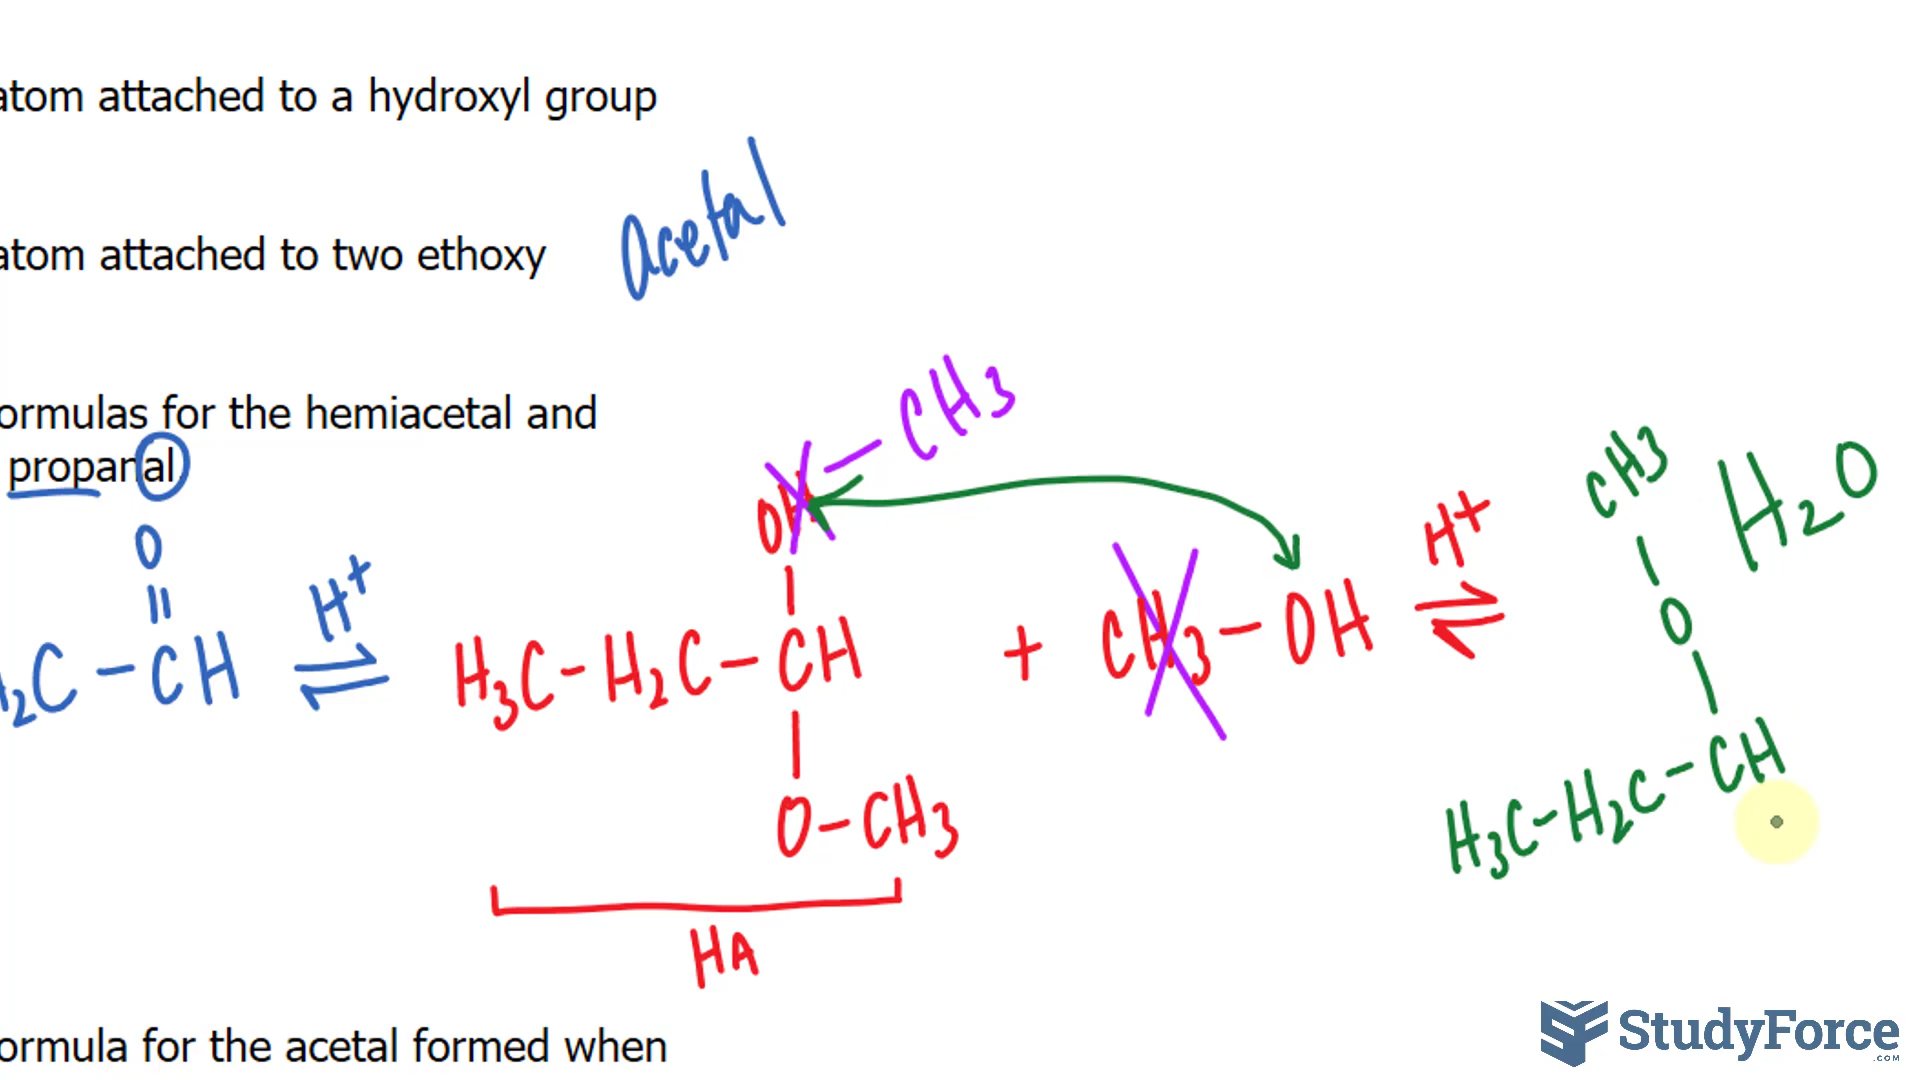 atom attached to a hydroxyl group
atom attached to two ethoxy
acetal
ormulas for the hemiacetal and
propanal
O
||
H2C - CH
H+
⇌
OH
- CH3
|
H3C - H2C - CH
|
O - CH3
HA
+ CH3 - OH
H+
⇌
CH3
|
O
|
H3C - H2C - CH
H2O
ormula for the acetal formed when
StudyForce
.COM